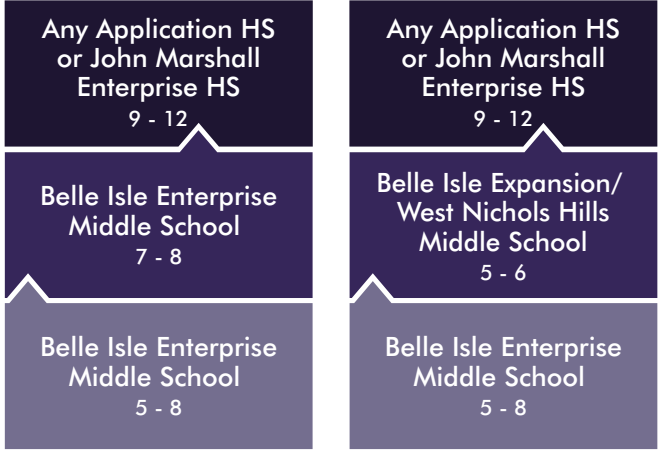 Any Application HS
or John Marshall
Enterprise HS
9 - 12
Belle Isle Enterprise
Middle School
7 - 8
Belle Isle Enterprise
Middle School
5 - 8
Any Application HS
or John Marshall
Enterprise HS
9 - 12
Belle Isle Expansion/
West Nichols Hills
Middle School
5 - 6
Belle Isle Enterprise
Middle School
5 - 8